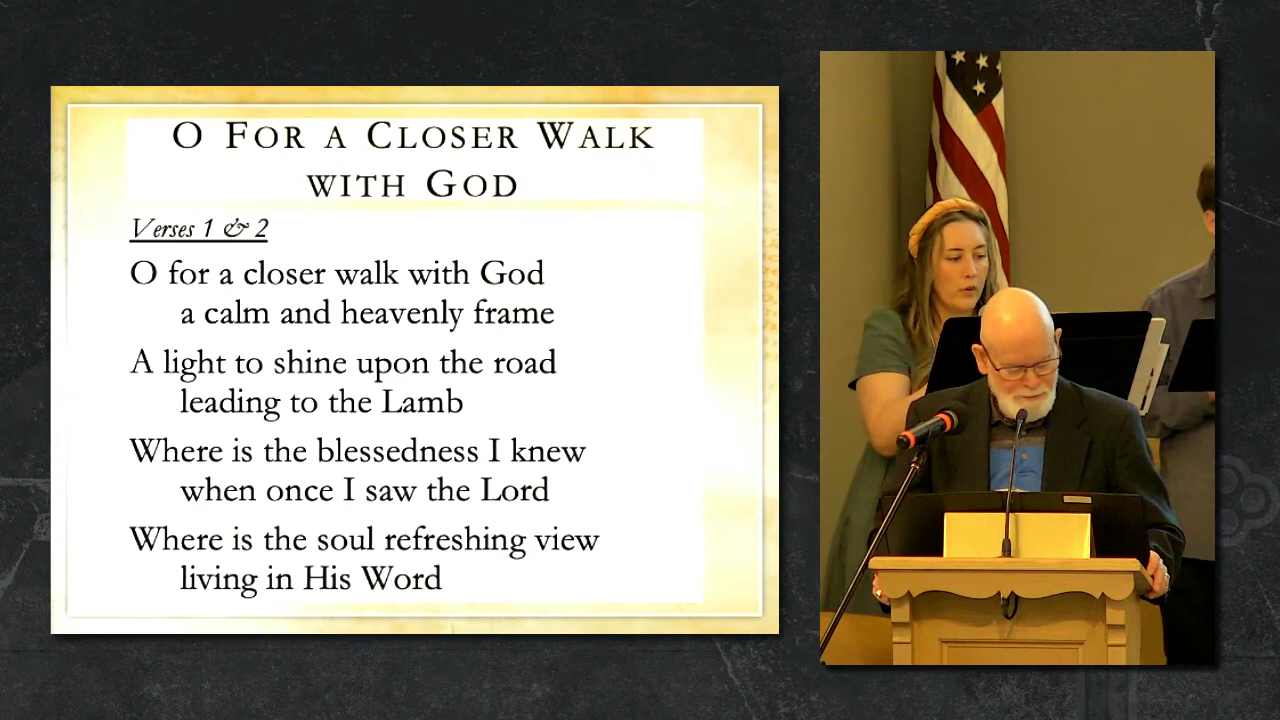 O FOR A CLOSER WALK
WITH GOD
Verses 1 & 2
O for a closer walk with God
a calm and heavenly frame
A light to shine upon the road
leading to the Lamb
Where is the blessedness I knew
when once I saw the Lord
Where is the soul refreshing view
living in His Word